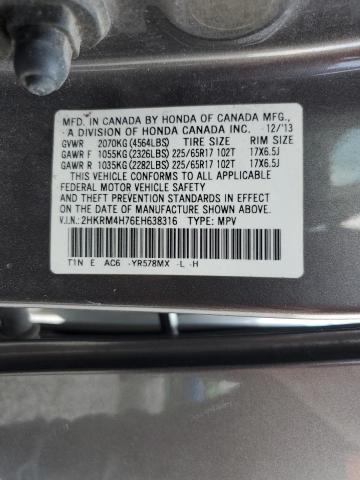 MFD. IN CANADA BY HONDA OF CANADA MFG.,
A DIVISION OF HONDA CANADA INC. 12/'13
GVWR 2070KG(4564LBS) TIRE SIZE RIM SIZE
GAWR F 1055KG(2326LBS)225/65R17 102T 17X6.5J
GAWR R 1035KG(2282LBS)225/65R17 102T 17X6.5J
THIS VEHICLE CONFORMS TO ALL APPLICABLE
FEDERAL MOTOR VEHICLE SAFETY, BUMPER,
AND THEFT PREVENTION STANDARDS IN EFFECT
ON THE DATE OF MANUFACTURE SHOWN ABOVE.
V.I.N.:2HKRM4H76EH638316 TYPE: MPV
T1N E AC6 -YR578MX -L -H